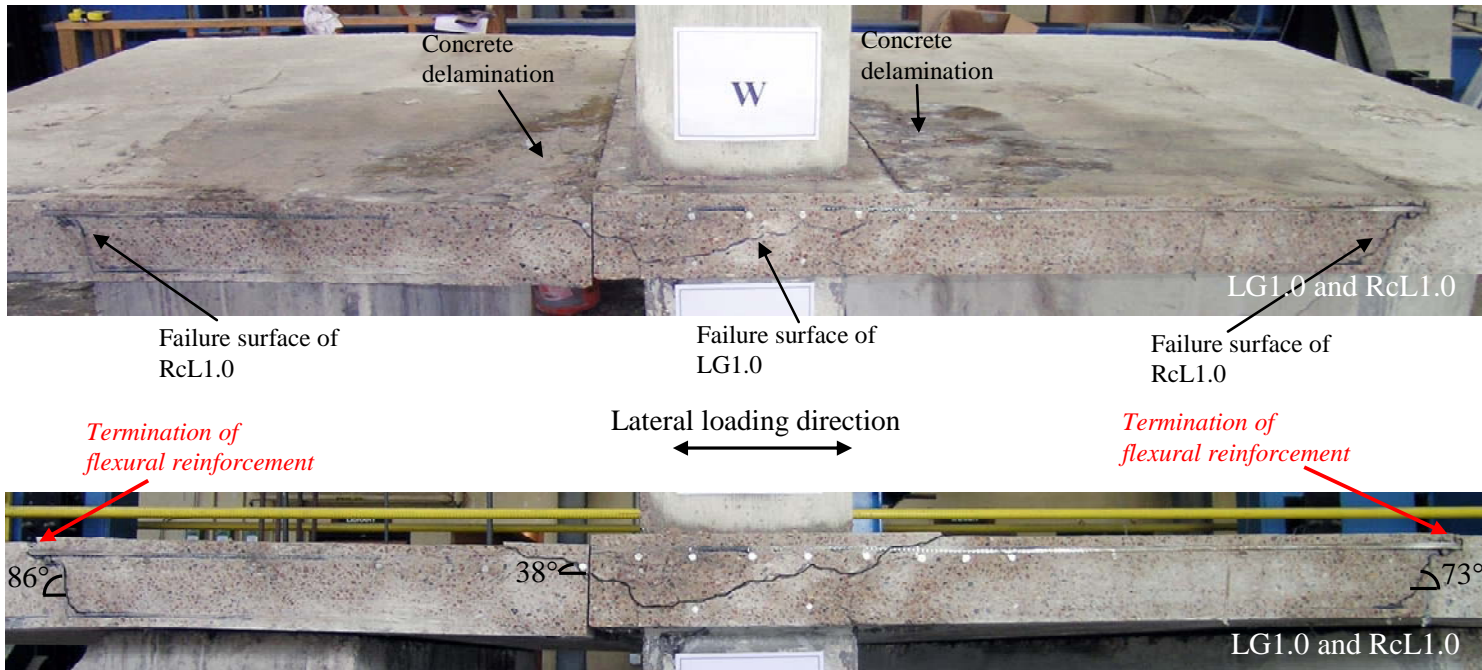 Concrete
delamination
Concrete
delamination
W
LG1.0 and RcL1.0
Failure surface of
RcL1.0
Failure surface of
LG1.0
Failure surface of
RcL1.0
Lateral loading direction
Termination of
flexural reinforcement
Termination of
flexural reinforcement
86°
38°
73°
LG1.0 and RcL1.0